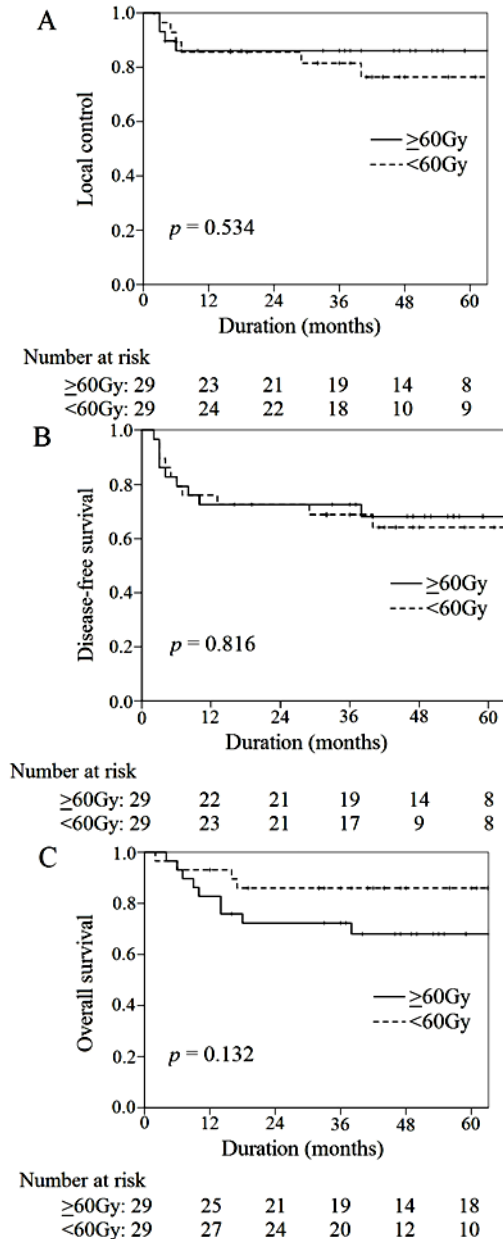 A
1.0
0.8
0.6
0.4
0.2
0.0
Local control
≥60Gy
<60Gy
p = 0.534
0 12 24 36 48 60
Duration (months)
Number at risk
≥60Gy: 29 23 21 19 14 8
<60Gy: 29 24 22 18 10 9
B
1.0
0.8
0.6
0.4
0.2
0.0
Disease-free survival
≥60Gy
<60Gy
p = 0.816
0 12 24 36 48 60
Duration (months)
Number at risk
≥60Gy: 29 22 21 19 14 8
<60Gy: 29 23 21 17 9 8
C
1.0
0.8
0.6
0.4
0.2
0.0
Overall survival
≥60Gy
<60Gy
p = 0.132
0 12 24 36 48 60
Duration (months)
Number at risk
≥60Gy: 29 25 21 19 14 18
<60Gy: 29 27 24 20 12 10